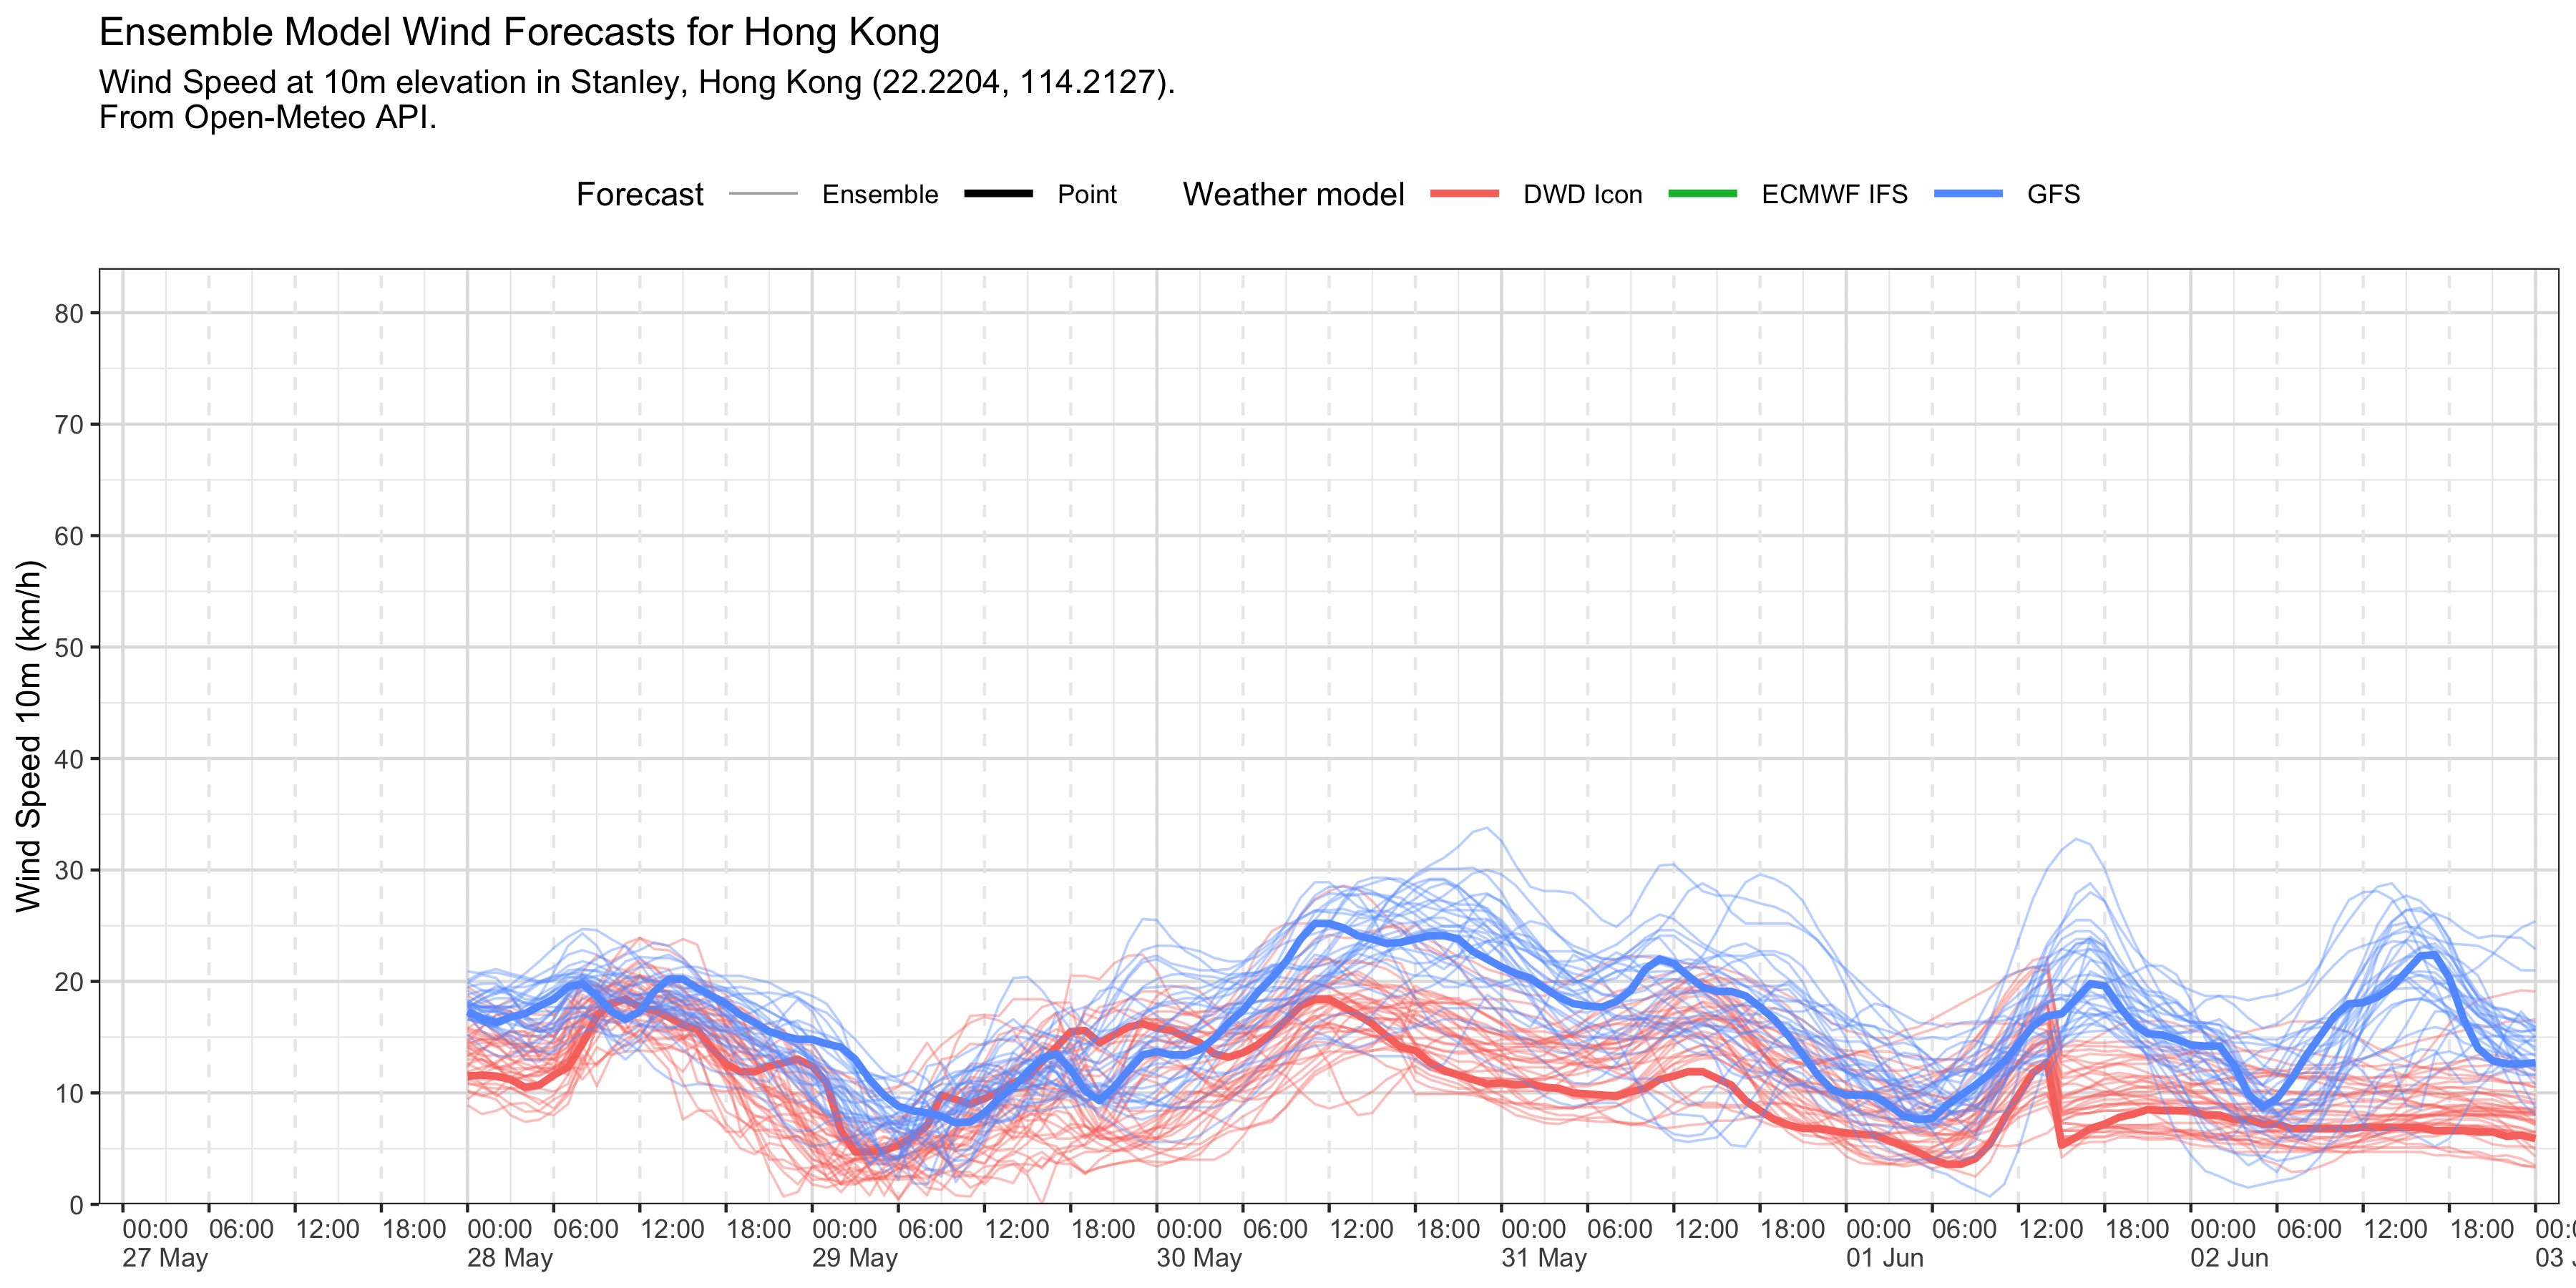 Ensemble Model Wind Forecasts for Hong Kong
Wind Speed at 10m elevation in Stanley, Hong Kong (22.2204, 114.2127).
From Open-Meteo API.
Forecast Ensemble Point Weather model DWD Icon ECMWF IFS GFS
Wind Speed 10m (km/h)
80
70
60
50
40
30
20
10
0
00:00 06:00 12:00 18:00 00:00 06:00 12:00 18:00 00:00 06:00 12:00 18:00 00:00 06:00 12:00 18:00 00:00 06:00 12:00 18:00 00:00 06:00 12:00 18:00 00:00 06:00 12:00 18:00
27 May 28 May 29 May 30 May 31 May 01 Jun 02 Jun 03